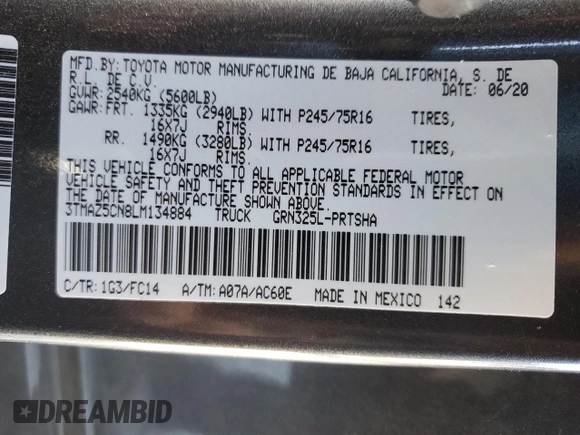 MFD.BY:TOYOTA MOTOR MANUFACTURING DE BAJA CALIFORNIA, S. DE
R.L. DE C.V. DATE: 06/20
GVWR:2540KG (5600LB)
GAWR:FRT. 1335KG (2940LB) WITH P245/75R16 TIRES,
16X7J RIMS.
RR. 1490KG (3280LB) WITH P245/75R16 TIRES,
16X7J RIMS.
THIS VEHICLE CONFORMS TO ALL APPLICABLE FEDERAL MOTOR
VEHICLE SAFETY AND THEFT PREVENTION STANDARDS IN EFFECT ON
THE DATE OF MANUFACTURE SHOWN ABOVE.
3TMAZ5CN8LM134884 TRUCK GRN325L-PRTSHA
C/TR:1G3/FC14 A/TM:A07A/AC60E MADE IN MEXICO 142
DREAMBID